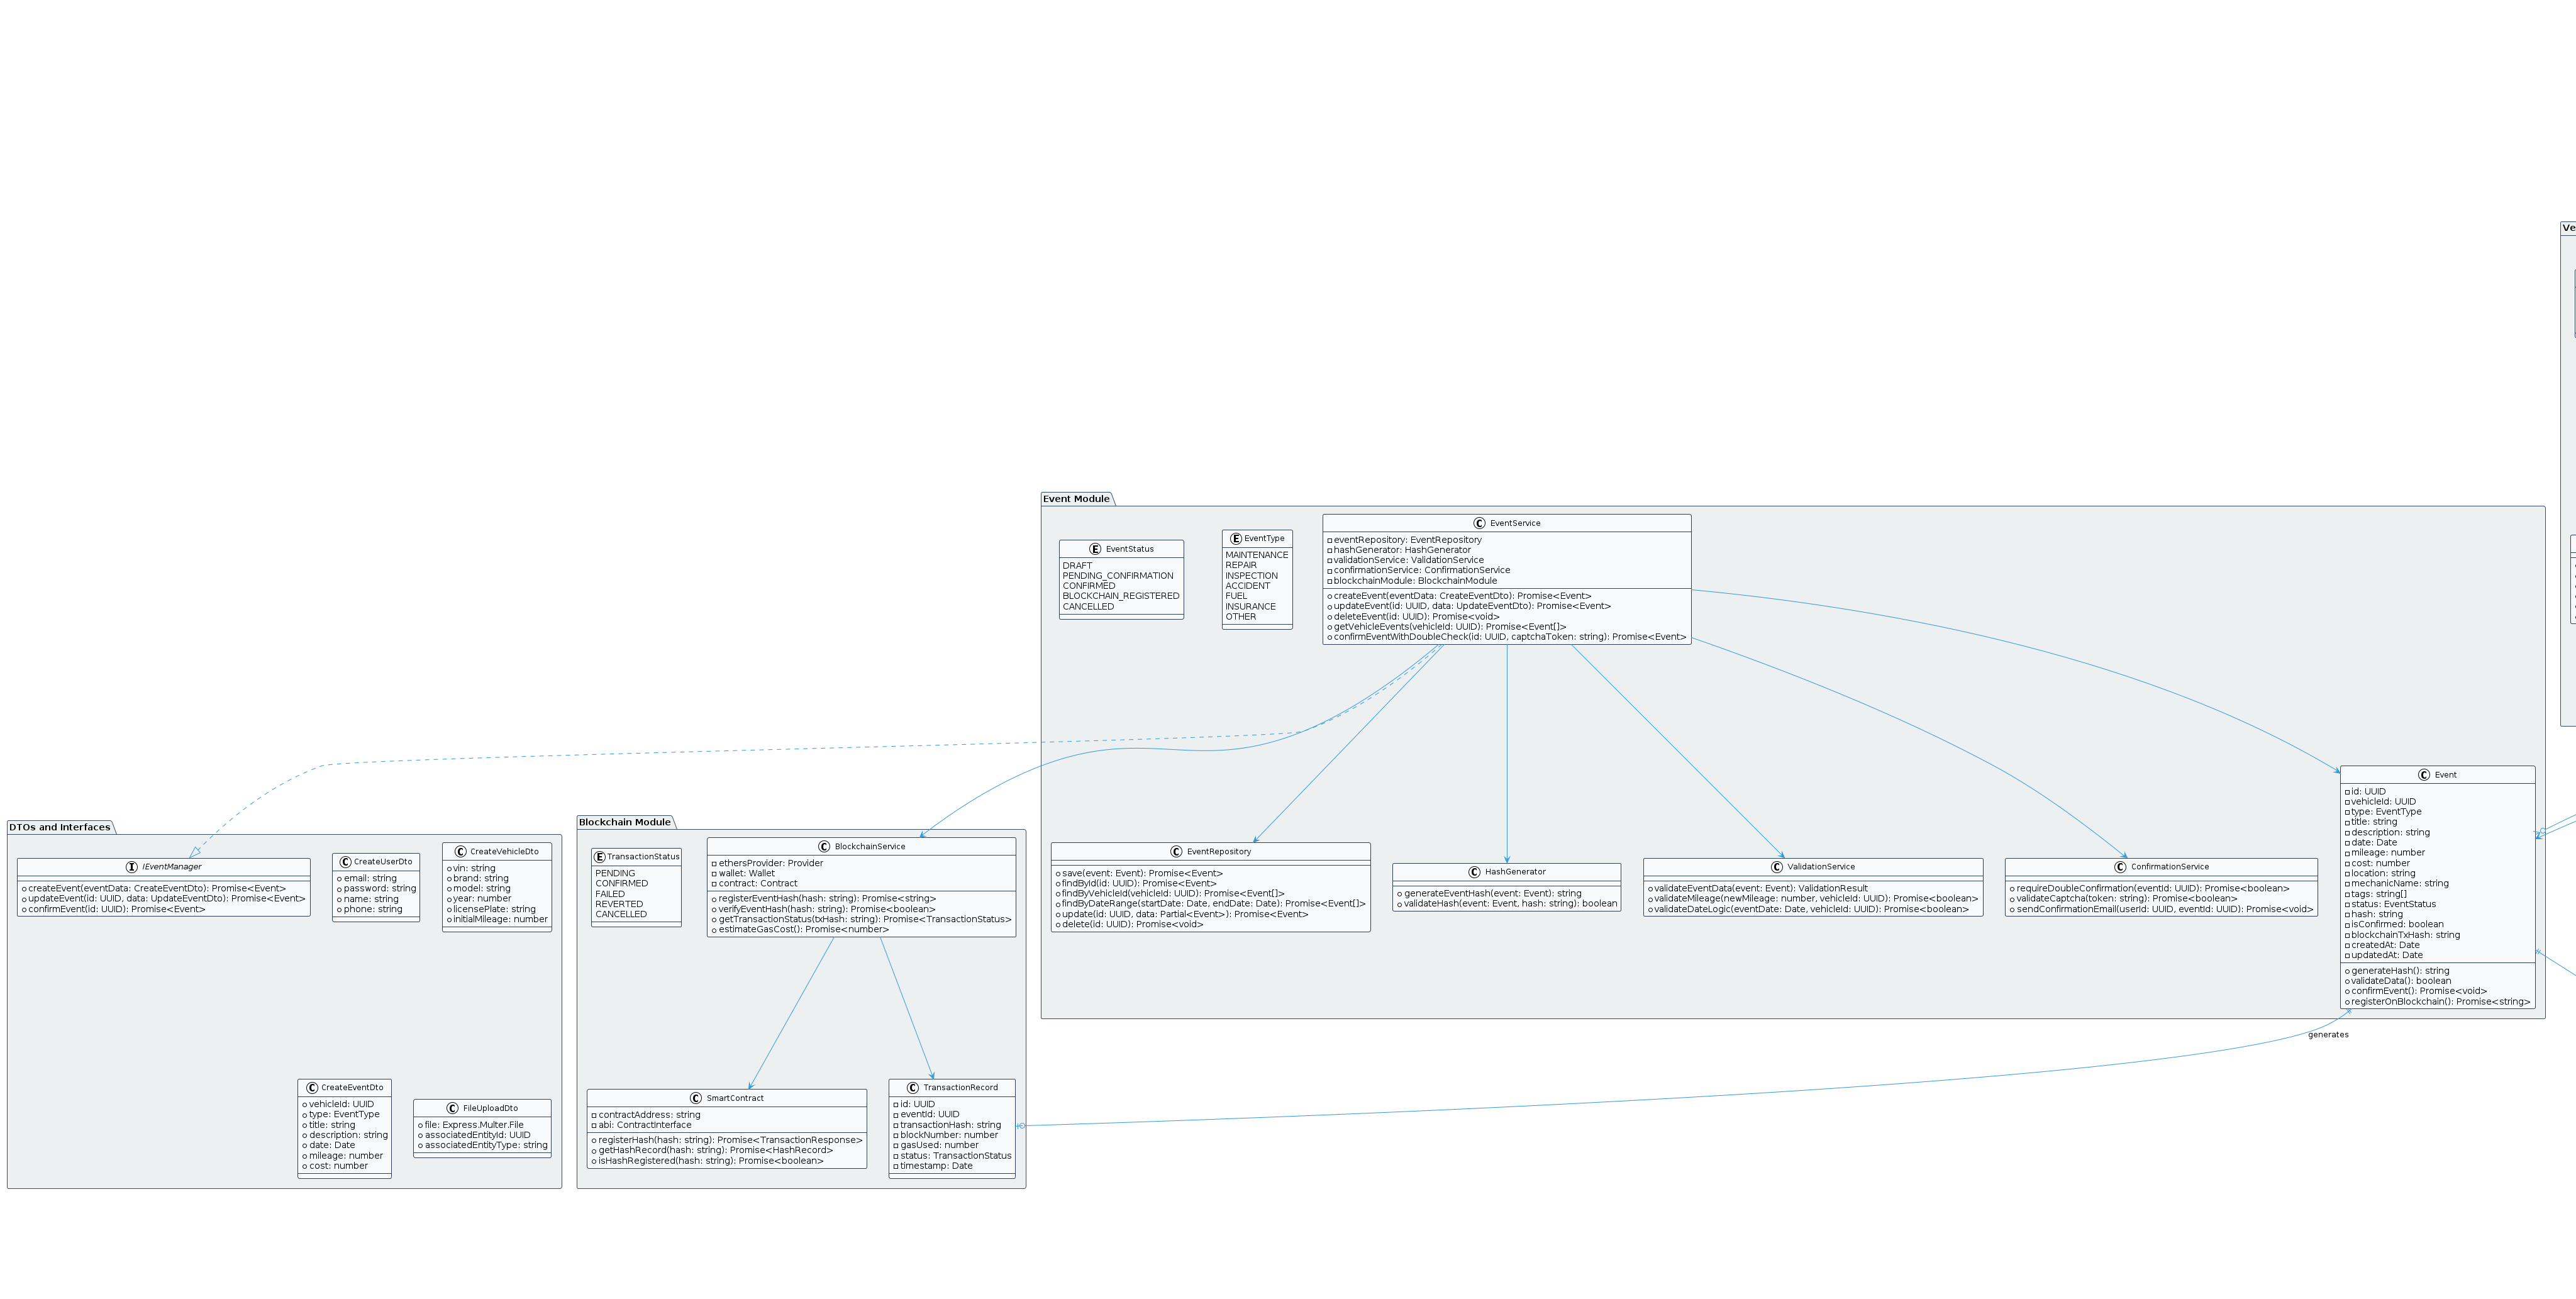 Ve
Event Module
EventStatus
DRAFT
PENDING_CONFIRMATION
CONFIRMED
BLOCKCHAIN_REGISTERED
CANCELLED
EventType
MAINTENANCE
REPAIR
INSPECTION
ACCIDENT
FUEL
INSURANCE
OTHER
EventService
eventRepository: EventRepository
hashGenerator: HashGenerator
validationService: ValidationService
confirmationService: ConfirmationService
blockchainModule: BlockchainModule
createEvent(eventData: CreateEventDto): Promise<Event>
updateEvent(id: UUID, data: UpdateEventDto): Promise<Event>
deleteEvent(id: UUID): Promise<void>
getVehicleEvents(vehicleId: UUID): Promise<Event[]>
confirmEventWithDoubleCheck(id: UUID, captchaToken: string): Promise<Event>
EventRepository
save(event: Event): Promise<Event>
findById(id: UUID): Promise<Event>
findByVehicleId(vehicleId: UUID): Promise<Event[]>
findByDateRange(startDate: Date, endDate: Date): Promise<Event[]>
update(id: UUID, data: Partial<Event>): Promise<Event>
delete(id: UUID): Promise<void>
HashGenerator
generateEventHash(event: Event): string
validateHash(event: Event, hash: string): boolean
ValidationService
validateEventData(event: Event): ValidationResult
validateMileage(newMileage: number, vehicleId: UUID): Promise<boolean>
validateDateLogic(eventDate: Date, vehicleId: UUID): Promise<boolean>
ConfirmationService
requireDoubleConfirmation(eventId: UUID): Promise<boolean>
validateCaptcha(token: string): Promise<boolean>
sendConfirmationEmail(userId: UUID, eventId: UUID): Promise<void>
Event
id: UUID
vehicleId: UUID
type: EventType
title: string
description: string
date: Date
mileage: number
cost: number
location: string
mechanicName: string
tags: string[]
status: EventStatus
hash: string
isConfirmed: boolean
blockchainTxHash: string
createdAt: Date
updatedAt: Date
generateHash(): string
validateData(): boolean
confirmEvent(): Promise<void>
registerOnBlockchain(): Promise<string>
generates
DTOs and Interfaces
IEventManager
createEvent(eventData: CreateEventDto): Promise<Event>
updateEvent(id: UUID, data: UpdateEventDto): Promise<Event>
confirmEvent(id: UUID): Promise<Event>
CreateUserDto
email: string
password: string
name: string
phone: string
CreateVehicleDto
vin: string
brand: string
model: string
year: number
licensePlate: string
initialMileage: number
CreateEventDto
vehicleId: UUID
type: EventType
title: string
description: string
date: Date
mileage: number
cost: number
FileUploadDto
file: Express.Multer.File
associatedEntityId: UUID
associatedEntityType: string
Blockchain Module
TransactionStatus
PENDING
CONFIRMED
FAILED
REVERTED
CANCELLED
BlockchainService
ethersProvider: Provider
wallet: Wallet
contract: Contract
registerEventHash(hash: string): Promise<string>
verifyEventHash(hash: string): Promise<boolean>
getTransactionStatus(txHash: string): Promise<TransactionStatus>
estimateGasCost(): Promise<number>
SmartContract
contractAddress: string
abi: ContractInterface
registerHash(hash: string): Promise<TransactionResponse>
getHashRecord(hash: string): Promise<HashRecord>
isHashRegistered(hash: string): Promise<boolean>
TransactionRecord
id: UUID
eventId: UUID
transactionHash: string
blockNumber: number
gasUsed: number
status: TransactionStatus
timestamp: Date